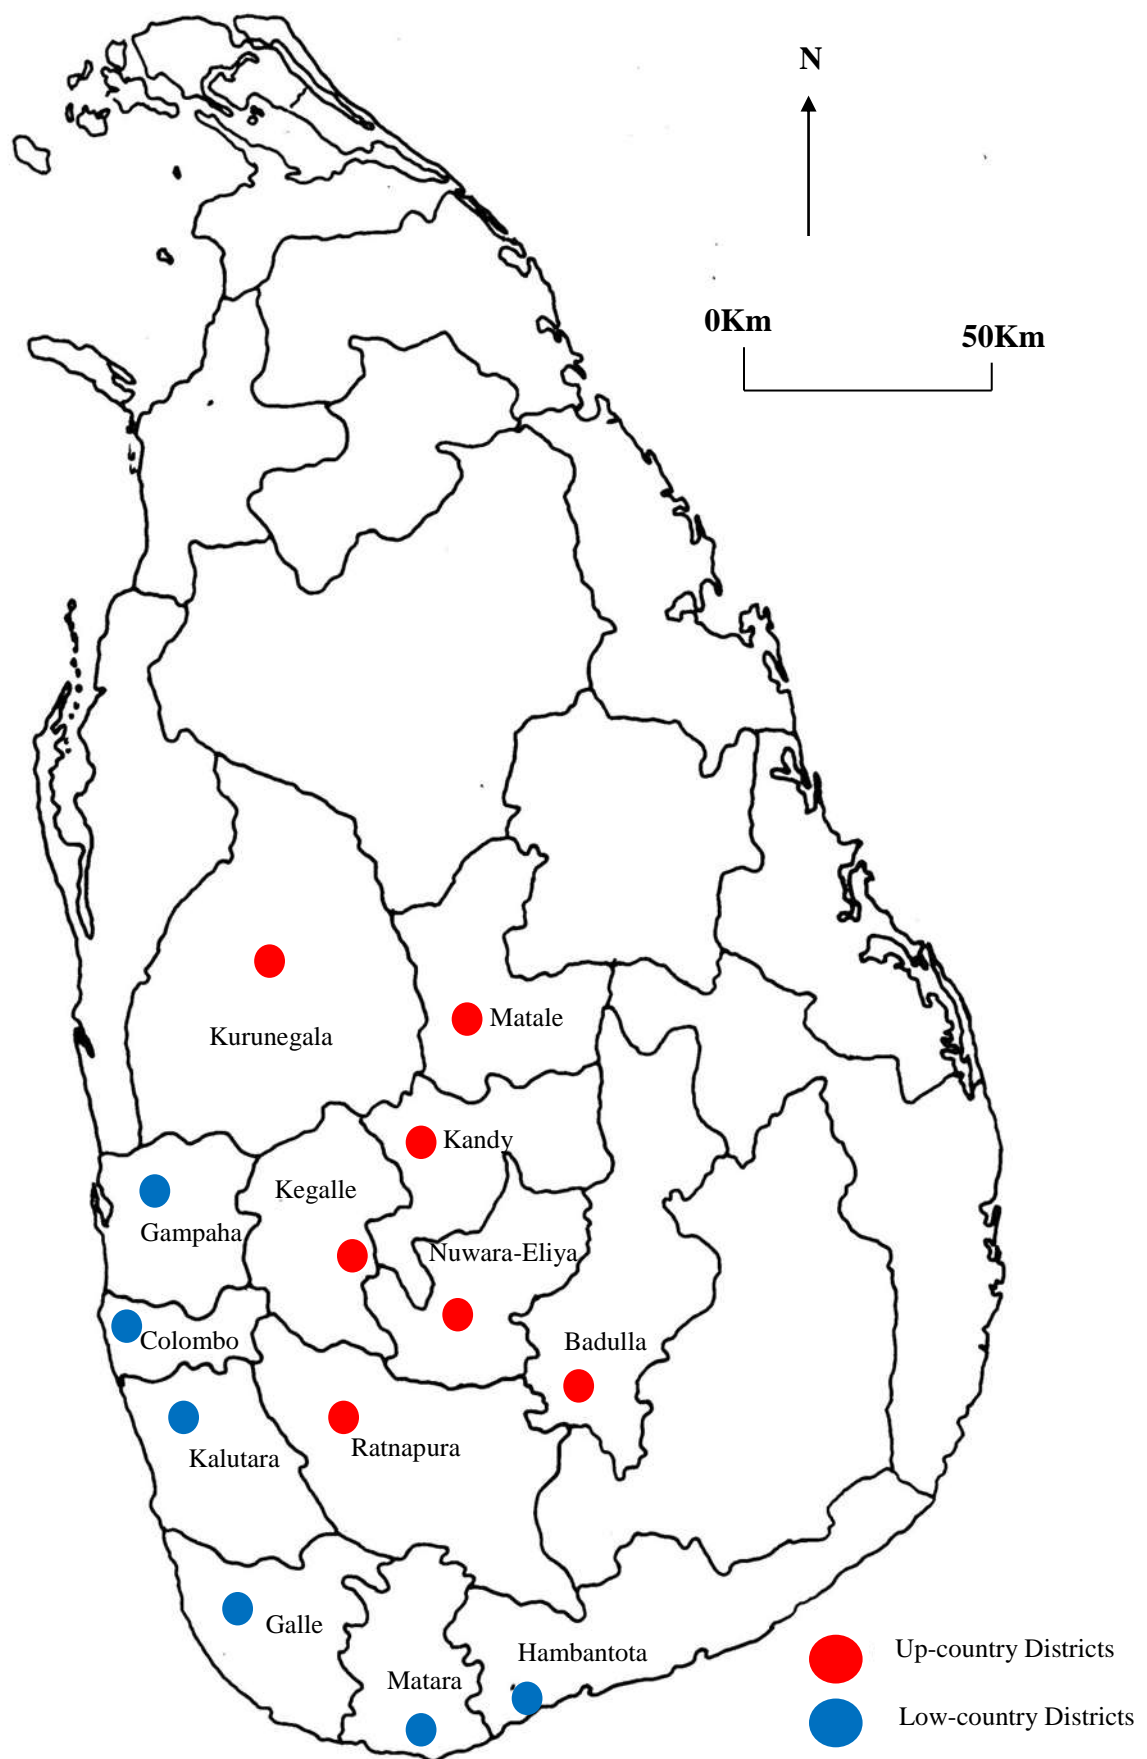 N
0Km
50Km
Kurunegala
Matale
Kandy
Kegalle
Gampaha
Nuwara-Eliya
Colombo
Badulla
Ratnapura
Kalutara
Galle
Hambantota
Matara
Up-country Districts
Low-country Districts